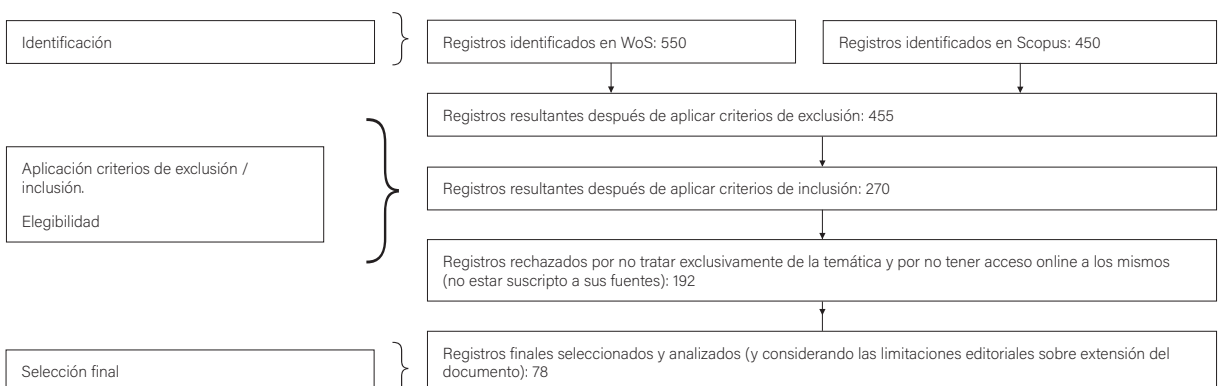 Identificación
Registros identificados en WoS: 550
Registros identificados en Scopus: 450
Registros resultantes después de aplicar criterios de exclusión: 455
Aplicación criterios de exclusión /
inclusión.
Elegibilidad
Registros resultantes después de aplicar criterios de inclusión: 270
Registros rechazados por no tratar exclusivamente de la temática y por no tener acceso online a los mismos
(no estar suscripto a sus fuentes): 192
Selección final
Registros finales seleccionados y analizados (y considerando las limitaciones editoriales sobre extensión del
documento): 78